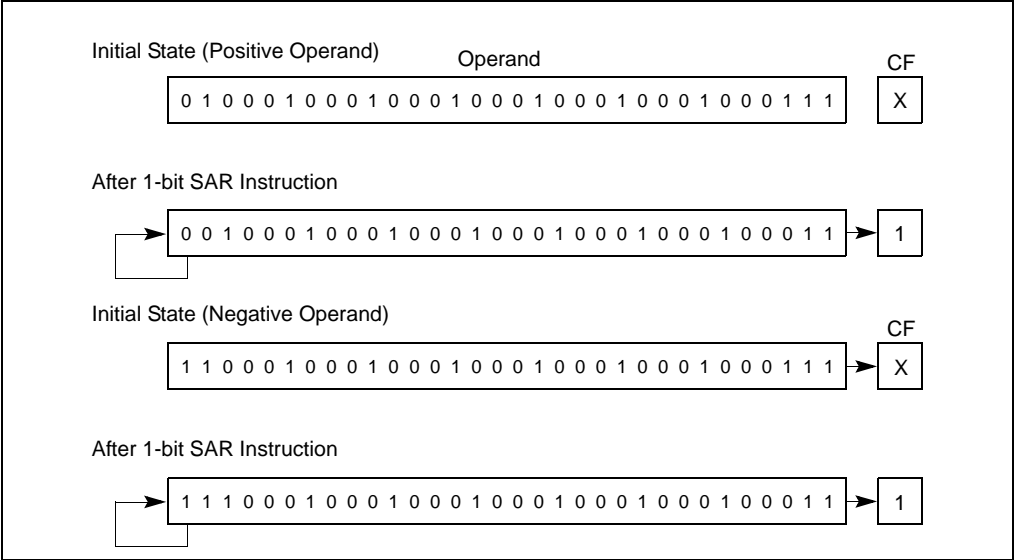 Initial State (Positive Operand)
Operand
CF
0 1 0 0 0 1 0 0 0 1 0 0 0 1 0 0 0 1 0 0 0 1 0 0 0 1 0 0 0 1 1 1
X
After 1-bit SAR Instruction
0 0 1 0 0 0 1 0 0 0 1 0 0 0 1 0 0 0 1 0 0 0 1 0 0 0 1 0 0 0 1 1
1
Initial State (Negative Operand)
CF
1 1 0 0 0 1 0 0 0 1 0 0 0 1 0 0 0 1 0 0 0 1 0 0 0 1 0 0 0 1 1 1
X
After 1-bit SAR Instruction
1 1 1 0 0 0 1 0 0 0 1 0 0 0 1 0 0 0 1 0 0 0 1 0 0 0 1 0 0 0 1 1
1